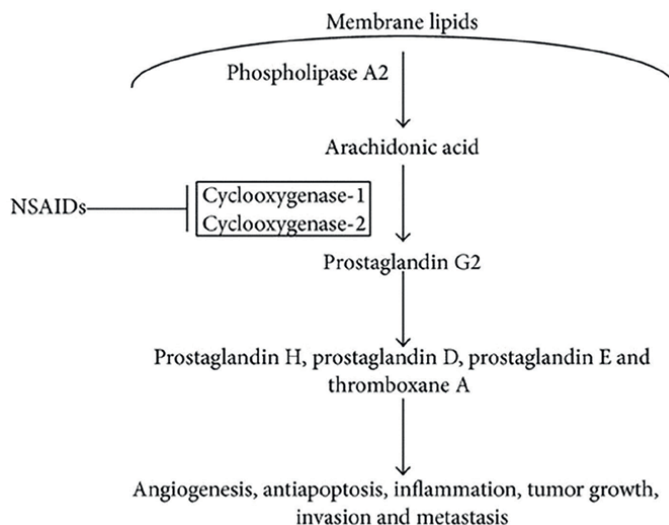 Membrane lipids
Phospholipase A2
Arachidonic acid
NSAIDs
Cyclooxygenase-1
Cyclooxygenase-2
Prostaglandin G2
Prostaglandin H, prostaglandin D, prostaglandin E and
thromboxane A
Angiogenesis, antiapoptosis, inflammation, tumor growth,
invasion and metastasis